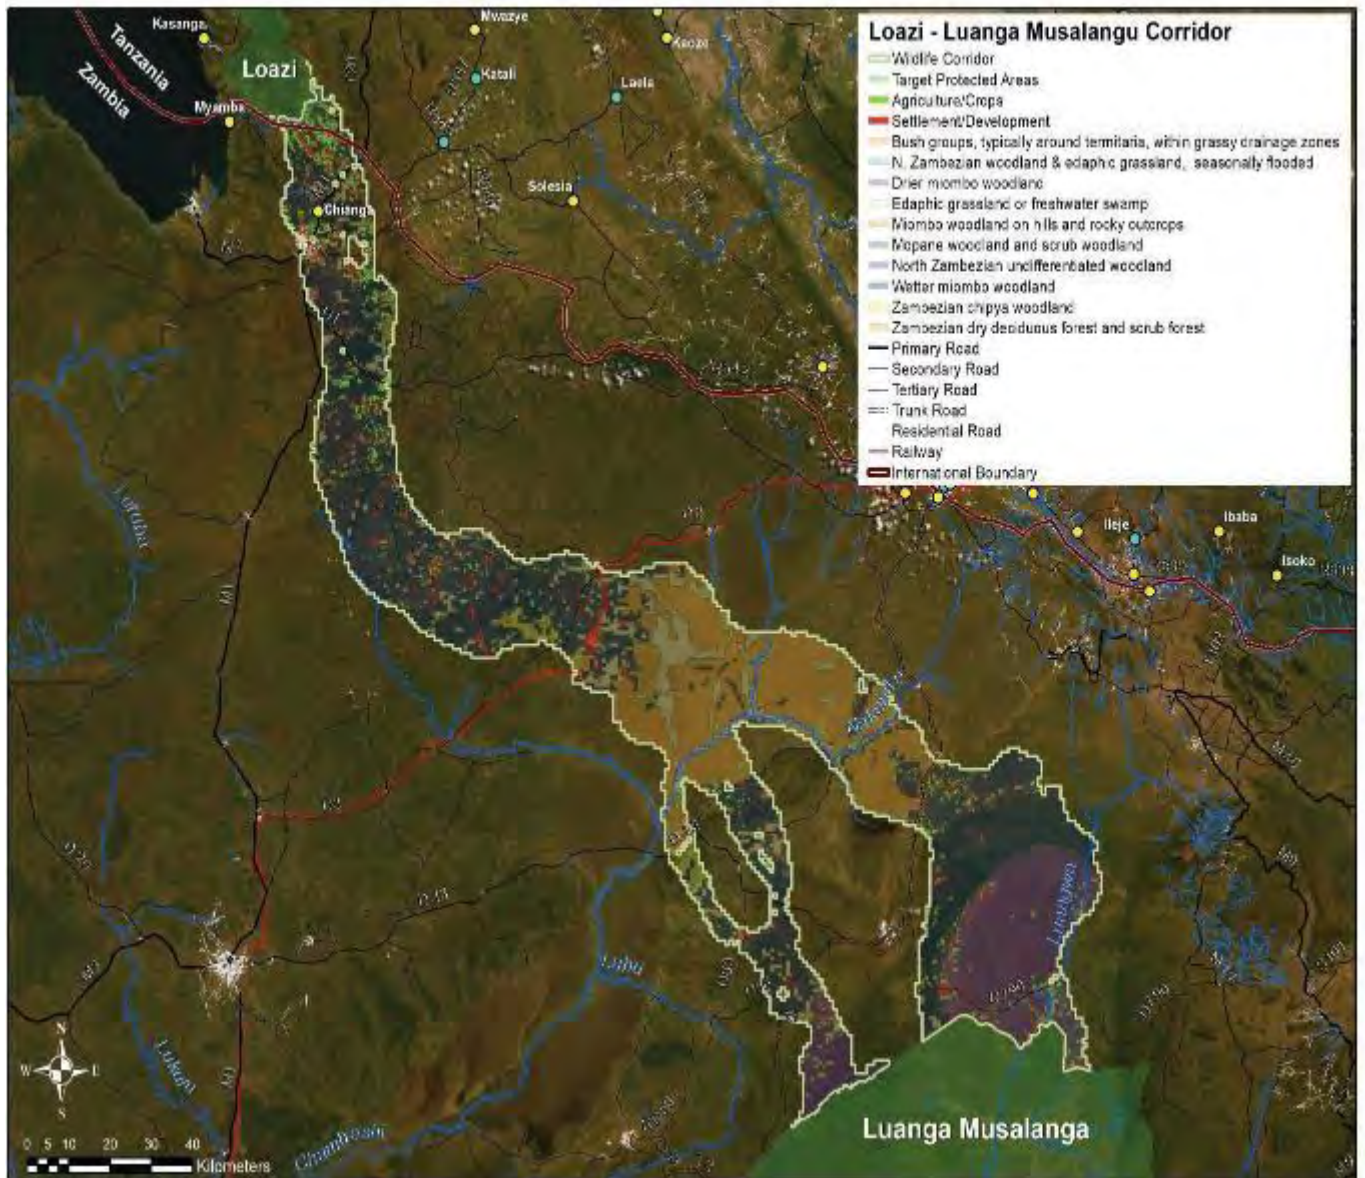 Loazi - Luanga Musalangu Corridor
Wildlife Corridor
Target Protected Areas
Agriculture/Crops
Settlement/Development
Bush groups, typically around termitaria, within grassy drainage zones
N. Zambezian woodland & edaphic grassland, seasonally flooded
Drier miombo woodland
Edaphic grassland or freshwater swamp
Miombo woodland on hills and rocky outcrops
Mopane woodland and scrub woodland
North Zambezian undifferentiated woodland
Wetter miombo woodland
Zambezian chipya woodland
Zambezian dry deciduous forest and scrub forest
Primary Road
Secondary Road
Tertiary Road
Trunk Road
Residential Road
Railway
International Boundary
Kasanga
Mwazye
Tanzania
Zambia
Loazi
Katali
Laela
Myamba
Solesia
Chianga
Ileje
Ibaba
Isoko
Lubu
Lukulu
Luanga Musalanga
N
W E
S
0 5 10 20 30 40
Kilometers